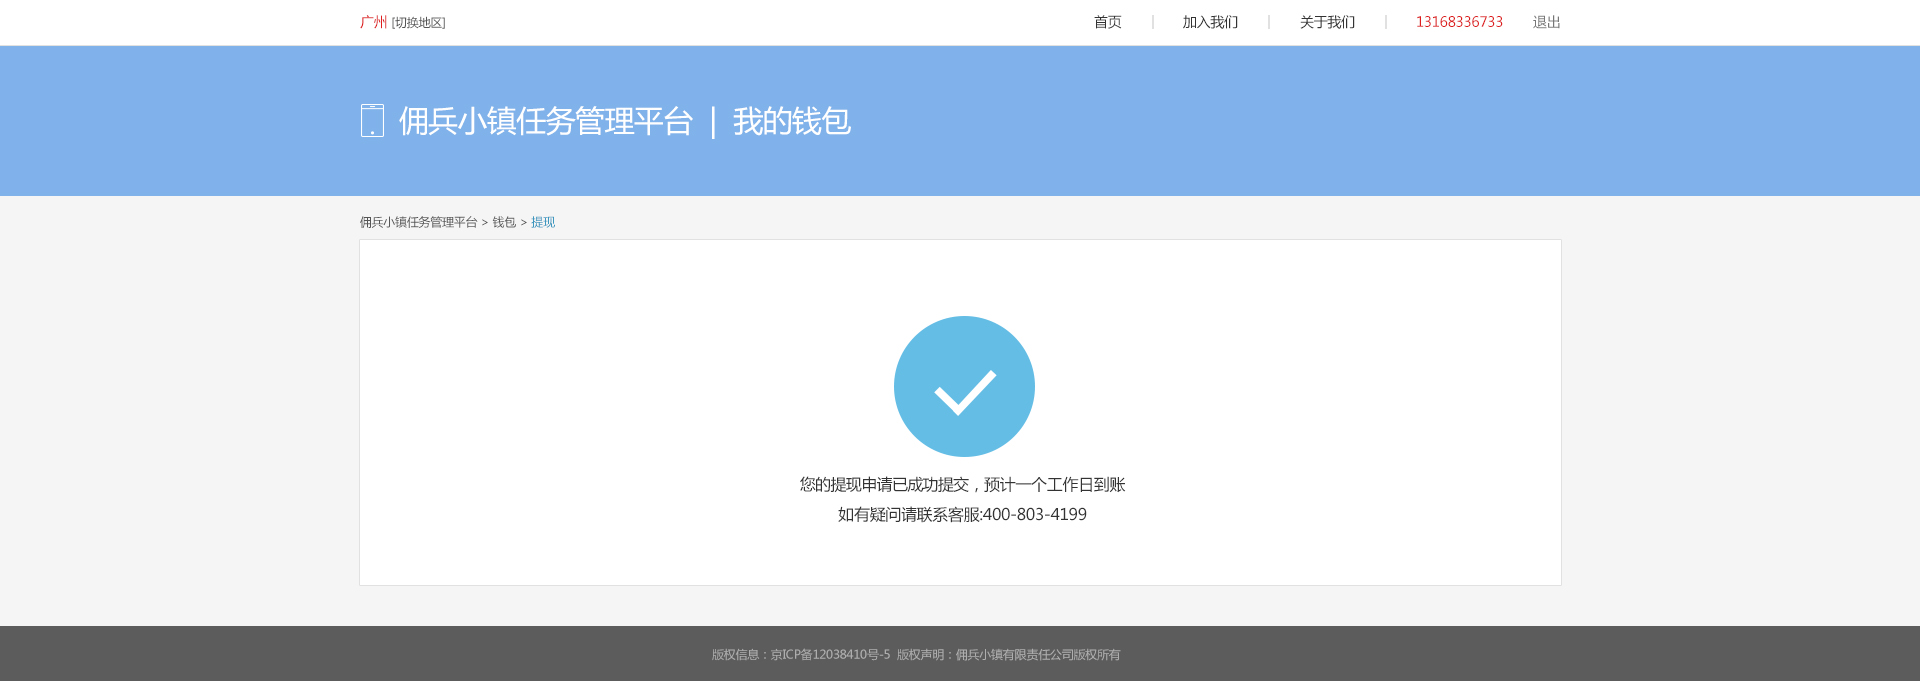 广州 [切换地区] 首页 | 加入我们 | 关于我们 | 13168336733 退出
佣兵小镇任务管理平台 | 我的钱包
佣兵小镇任务管理平台 > 钱包 > 提现
您的提现申请已成功提交，预计一个工作日到账
如有疑问请联系客服:400-803-4199
版权信息：京ICP备12038410号-5 版权声明：佣兵小镇有限责任公司版权所有